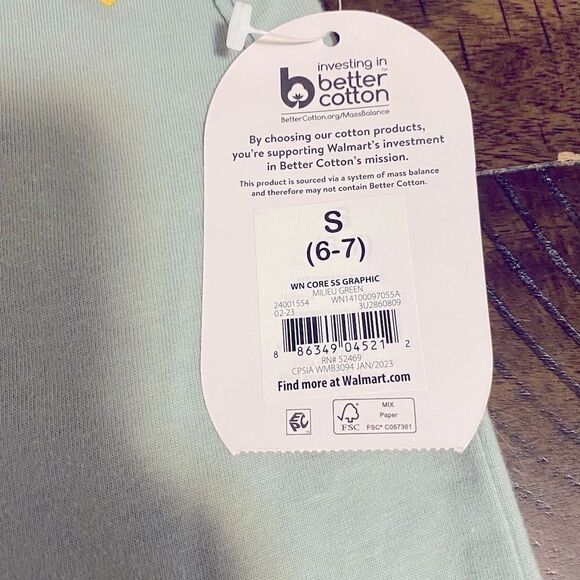 investing in
better™
cotton
BetterCotton.org/MassBalance
By choosing our cotton products,
you're supporting Walmart's investment
in Better Cotton's mission.
This product is sourced via a system of mass balance
and therefore may not contain Better Cotton.
S
(6-7)
WN CORE SS GRAPHIC
MILIEU GREEN
24001554 WN14100097055A
02-23 3U2860809
8 86349 04521 2
RN# 52469
CPSIA WMB3094 JAN/2023
Find more at Walmart.com
EPC
FSC
MIX
Paper
FSC® C057361